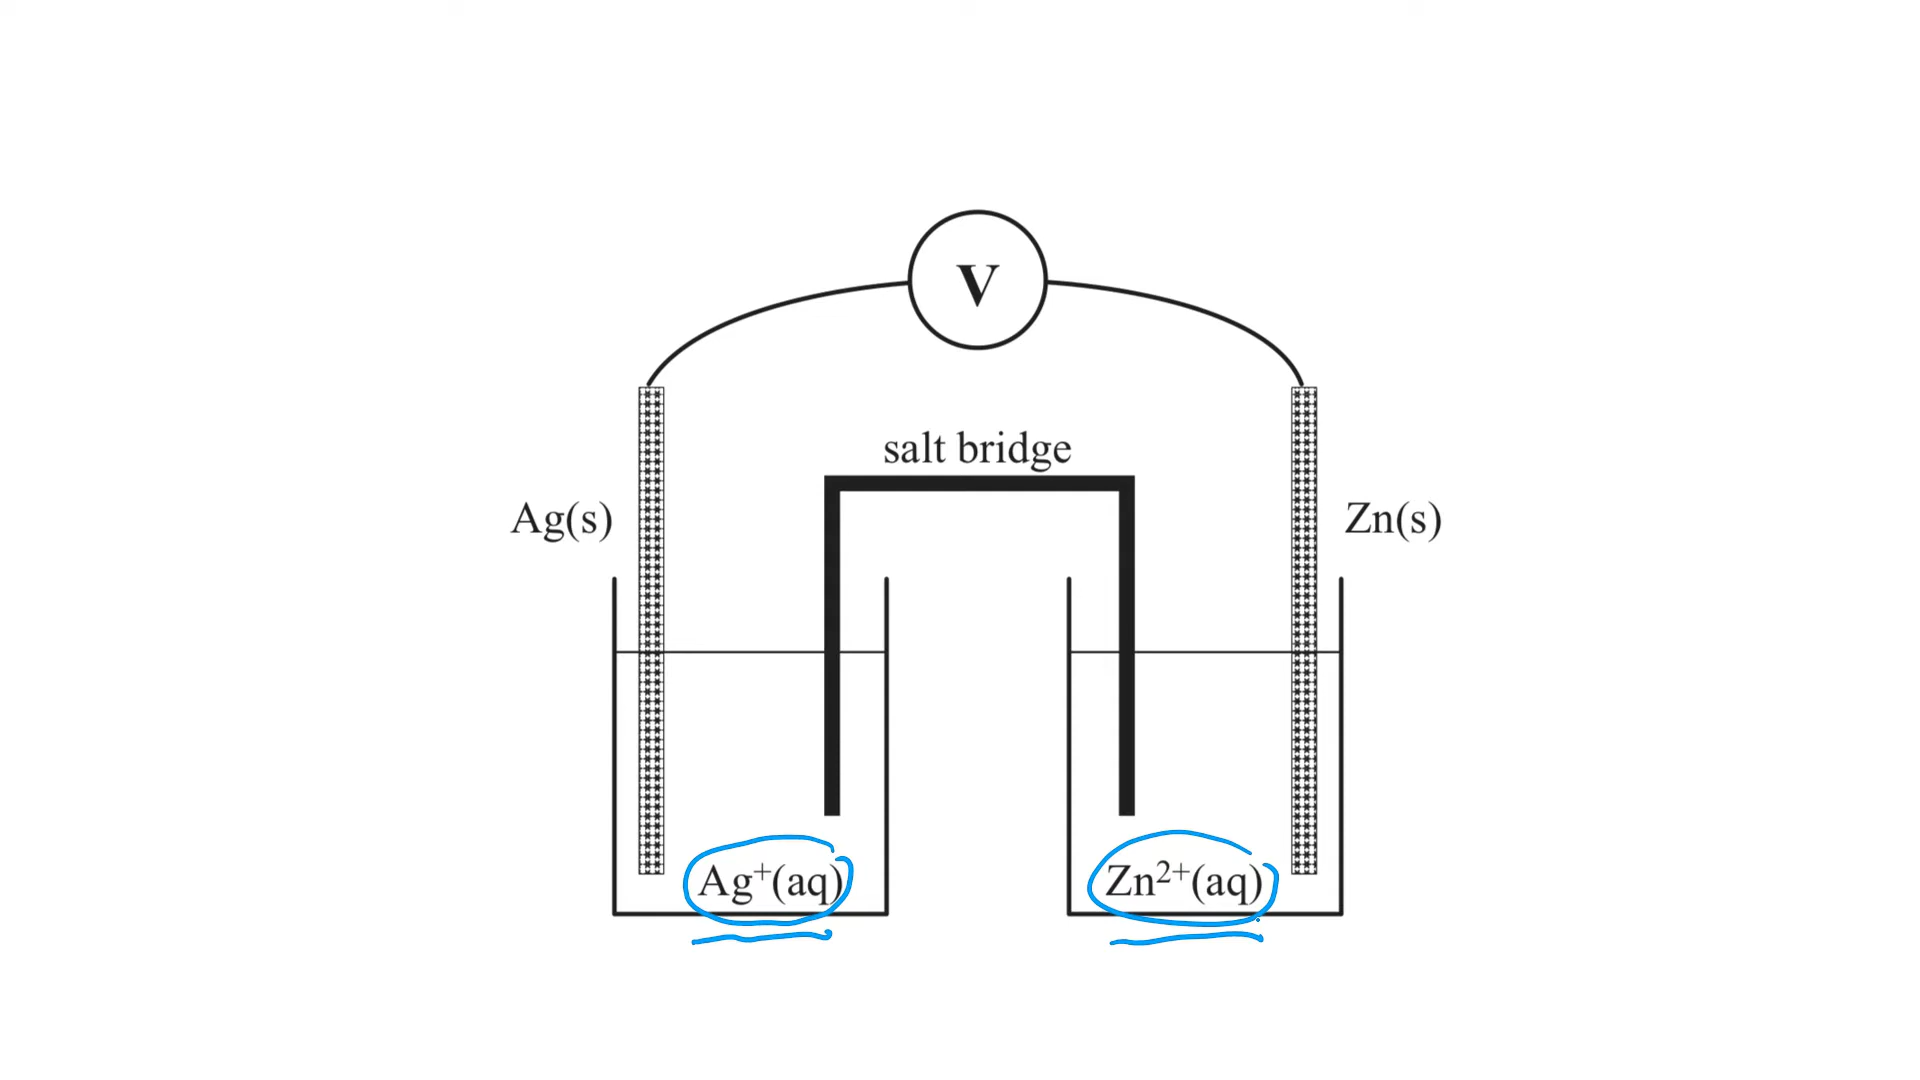 V
salt bridge
Ag(s)
Zn(s)
Ag⁺(aq)
Zn²⁺(aq)